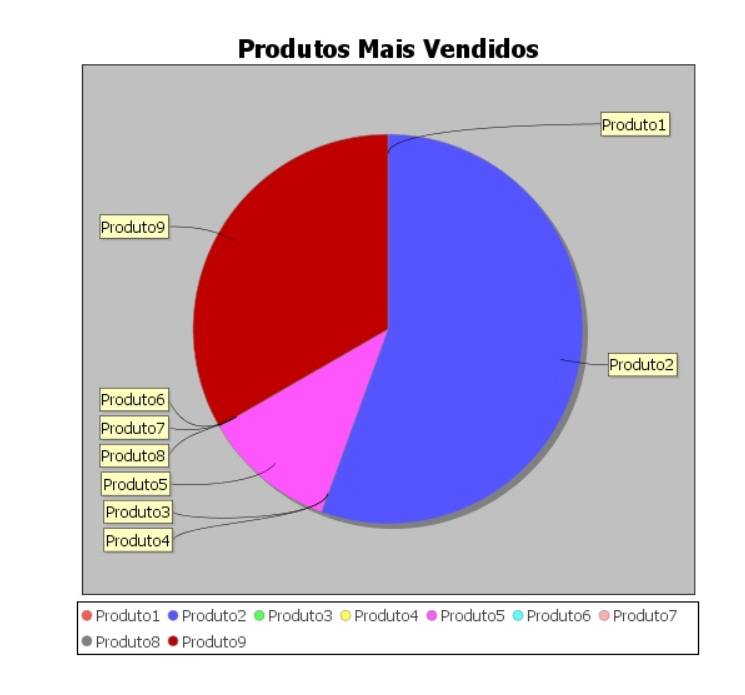 Produtos Mais Vendidos
Produto1
Produto9
Produto2
Produto6
Produto7
Produto8
Produto5
Produto3
Produto4
Produto1 Produto2 Produto3 Produto4 Produto5 Produto6 Produto7
Produto8 Produto9